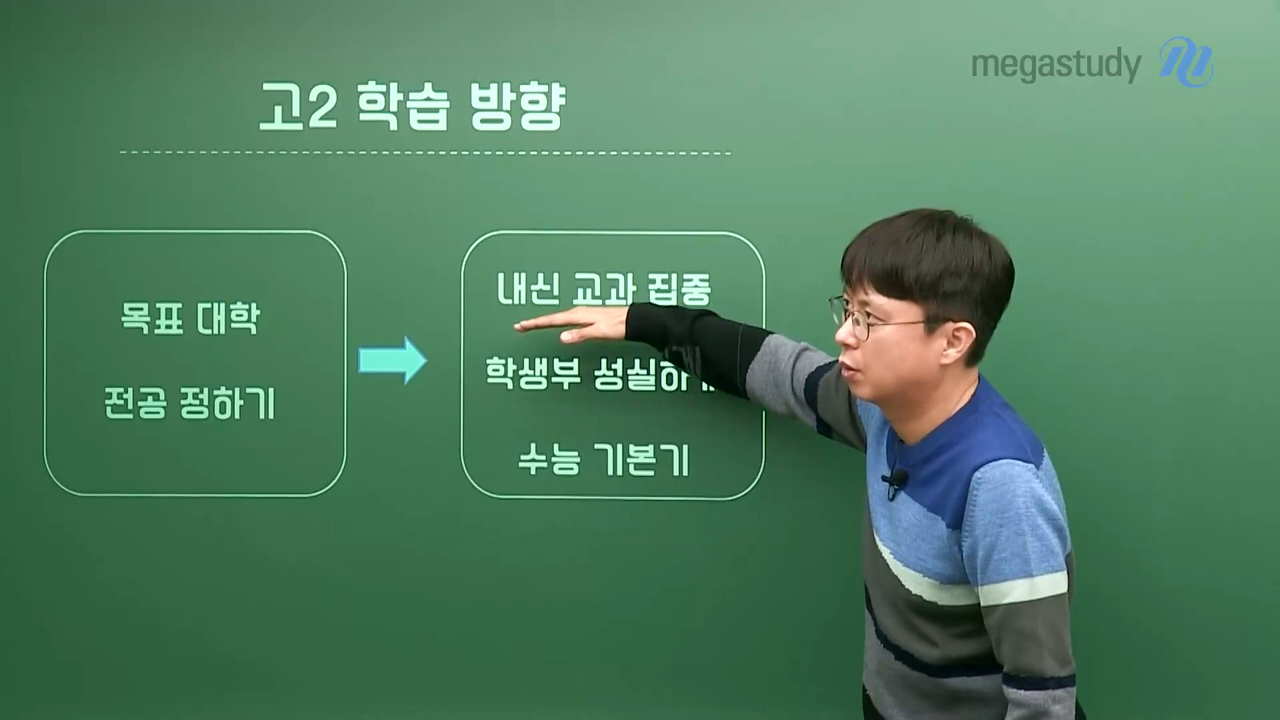 megastudy
고2 학습 방향
목표 대학
전공 정하기
내신 교과 집중
학생부 성실하게
수능 기본기